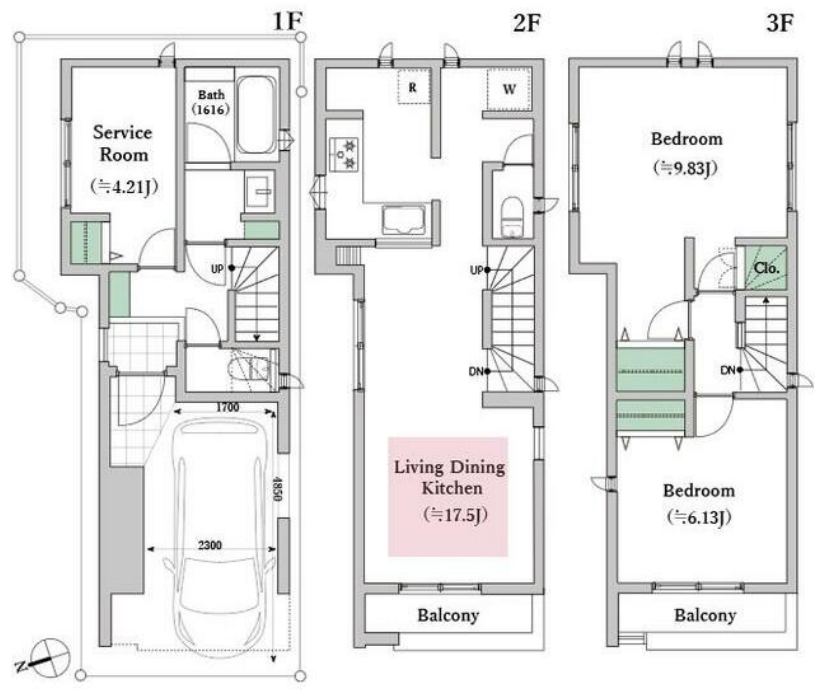 1F
2F
3F
Bath
(1616)
Service
Room
(≒4.21J)
UP
1700
4850
2300
N
R
W
UP
DN
Living Dining
Kitchen
(≒17.5J)
Balcony
Bedroom
(≒9.83J)
Clo.
DN
Bedroom
(≒6.13J)
Balcony